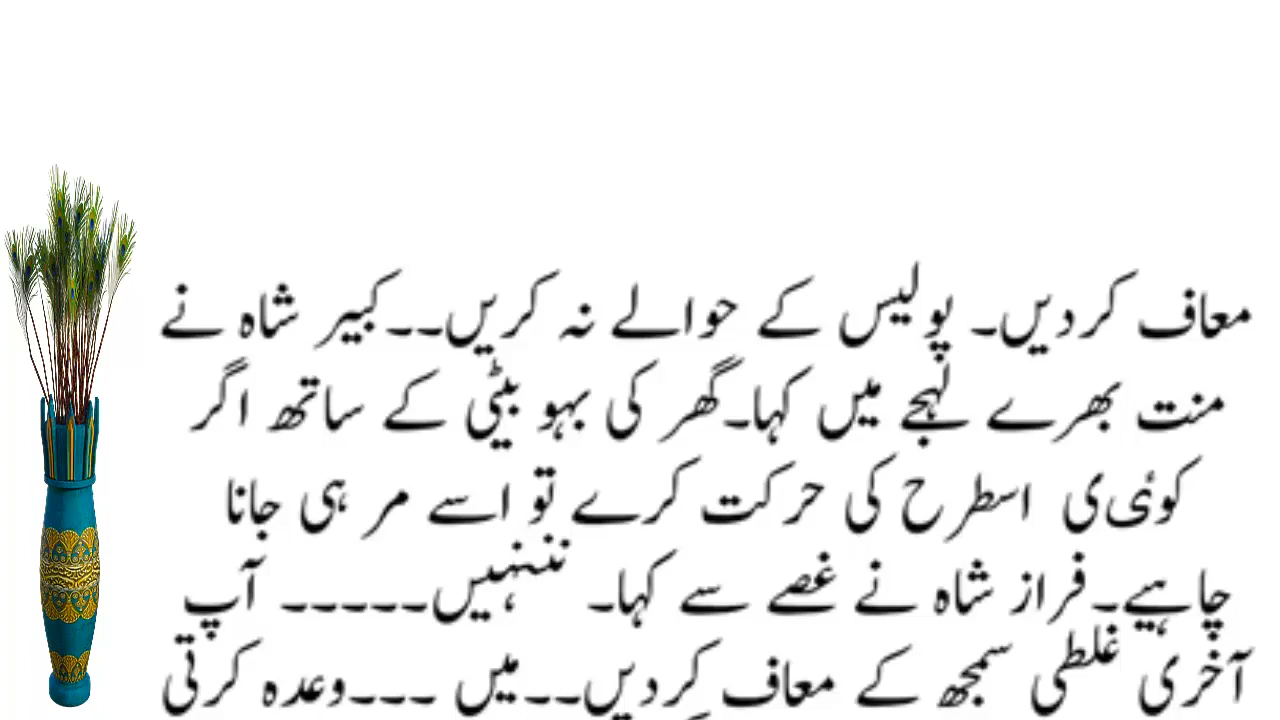 معاف کردیں۔ پولیس کے حوالے نہ کریں۔۔کبیر شاہ نے
منت بھرے لہجے میں کہا۔گھر کی بہو بیٹی کے ساتھ اگر
کوئی ی اسطرح کی حرکت کرے تو اسے مر ہی جانا
چاہیے۔فراز شاہ نے غصے سے کہا۔ ننننہیں۔۔۔۔۔ آپ
آخری غلطی سمجھ کے معاف کردیں۔۔میں ۔۔۔وعدہ کرتی